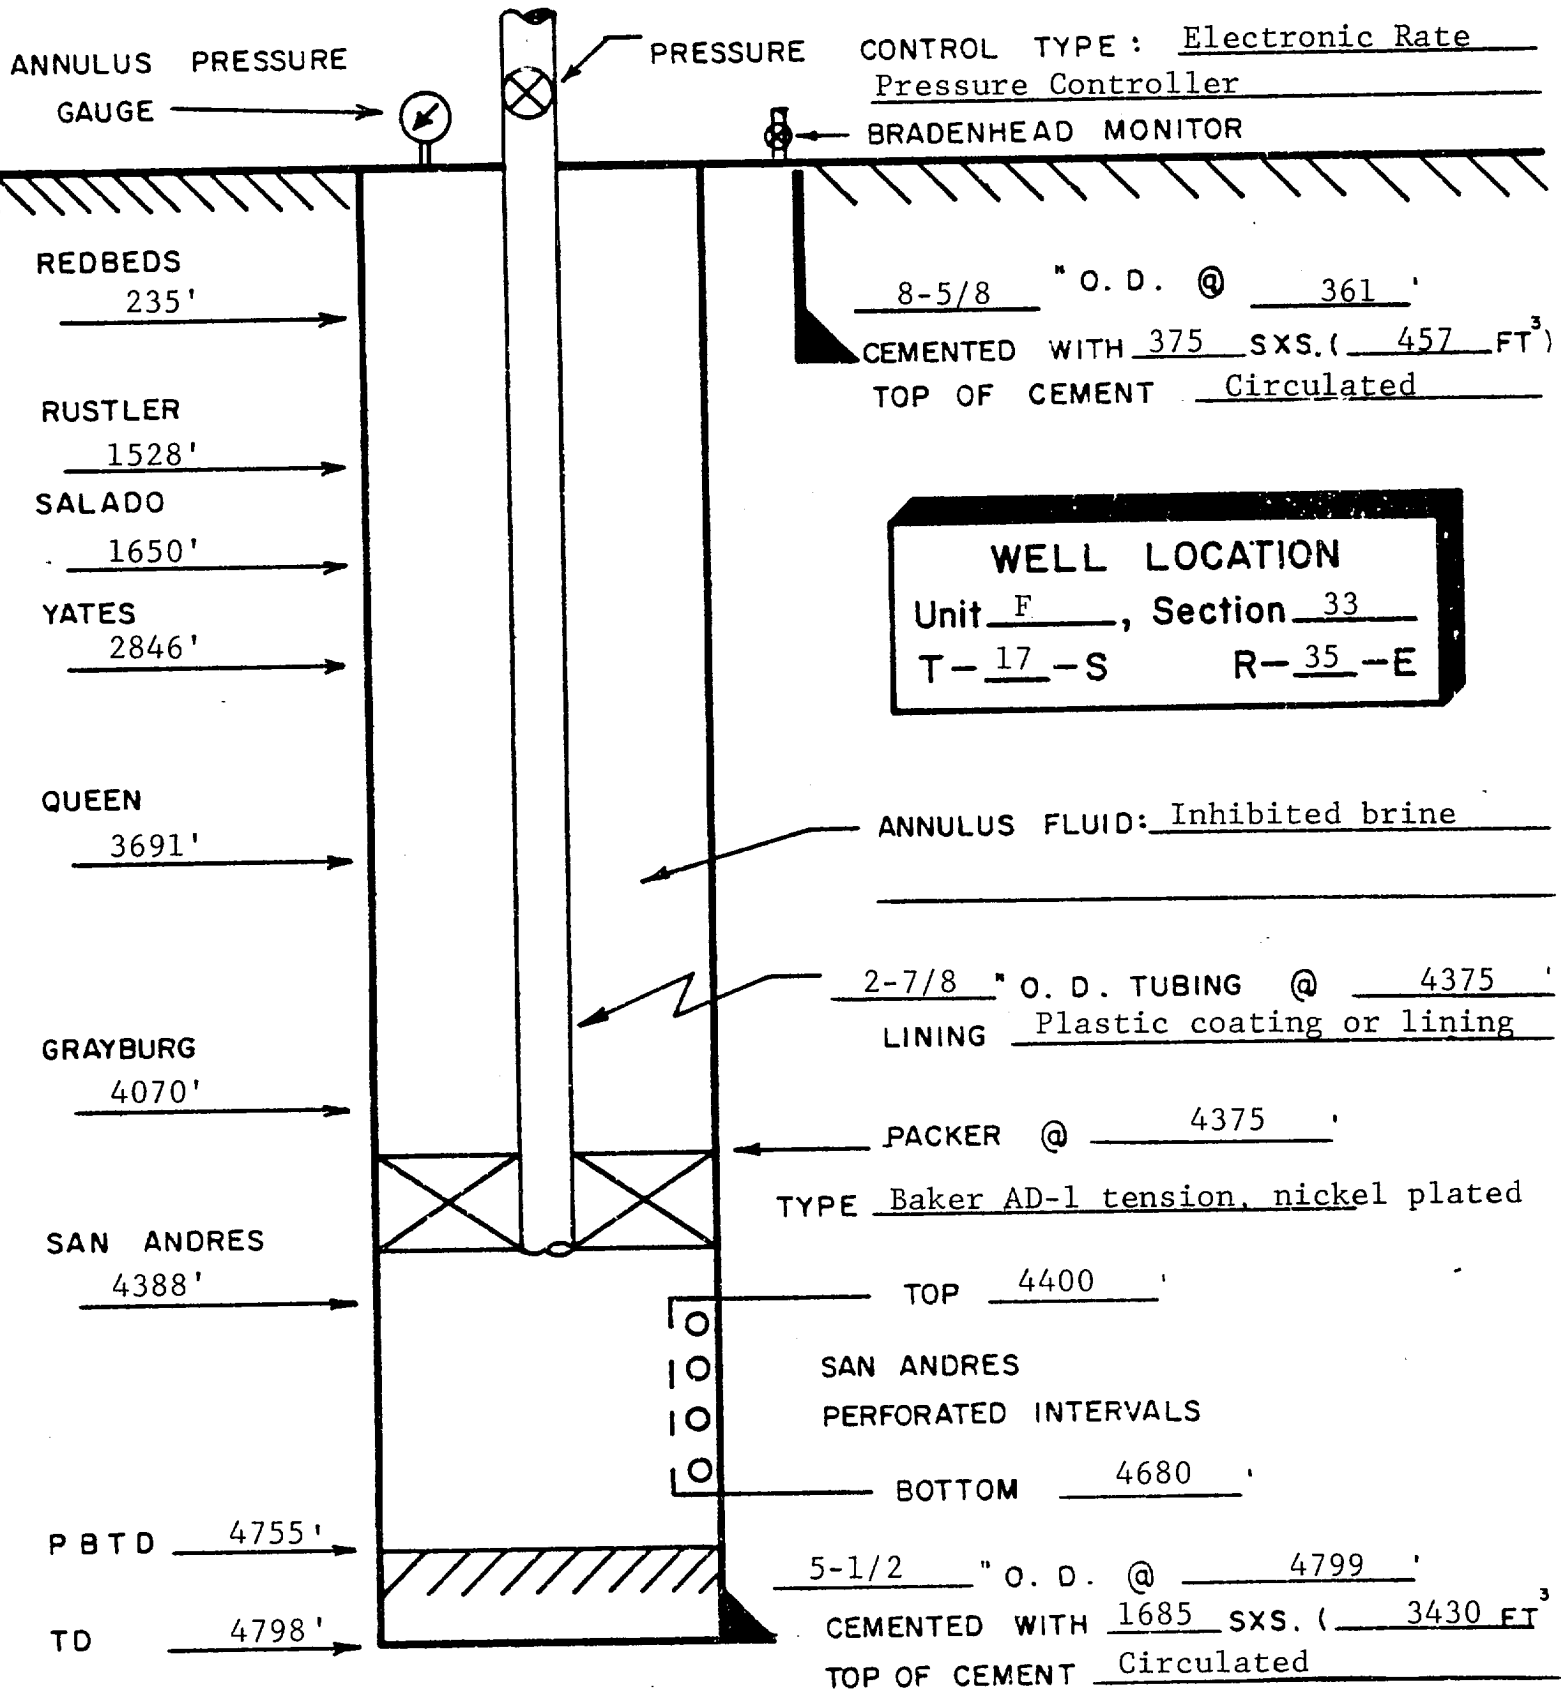 ANNULUS PRESSURE
GAUGE
PRESSURE CONTROL TYPE: Electronic Rate
Pressure Controller
BRADENHEAD MONITOR
REDBEDS
235'
8-5/8 " O. D. @ 361 '
CEMENTED WITH 375 SXS. ( 457 FT³)
TOP OF CEMENT Circulated
RUSTLER
1528'
SALADO
1650'
YATES
2846'
WELL LOCATION
Unit F, Section 33
T-17-S R-35-E
QUEEN
3691'
ANNULUS FLUID: Inhibited brine
2-7/8 " O. D. TUBING @ 4375 '
LINING Plastic coating or lining
GRAYBURG
4070'
PACKER @ 4375 '
TYPE Baker AD-1 tension, nickel plated
SAN ANDRES
4388'
TOP 4400 '
SAN ANDRES
PERFORATED INTERVALS
BOTTOM 4680 '
PBTD 4755'
5-1/2 " O. D. @ 4799 '
CEMENTED WITH 1685 SXS. ( 3430 FT³
TOP OF CEMENT Circulated
TD 4798'